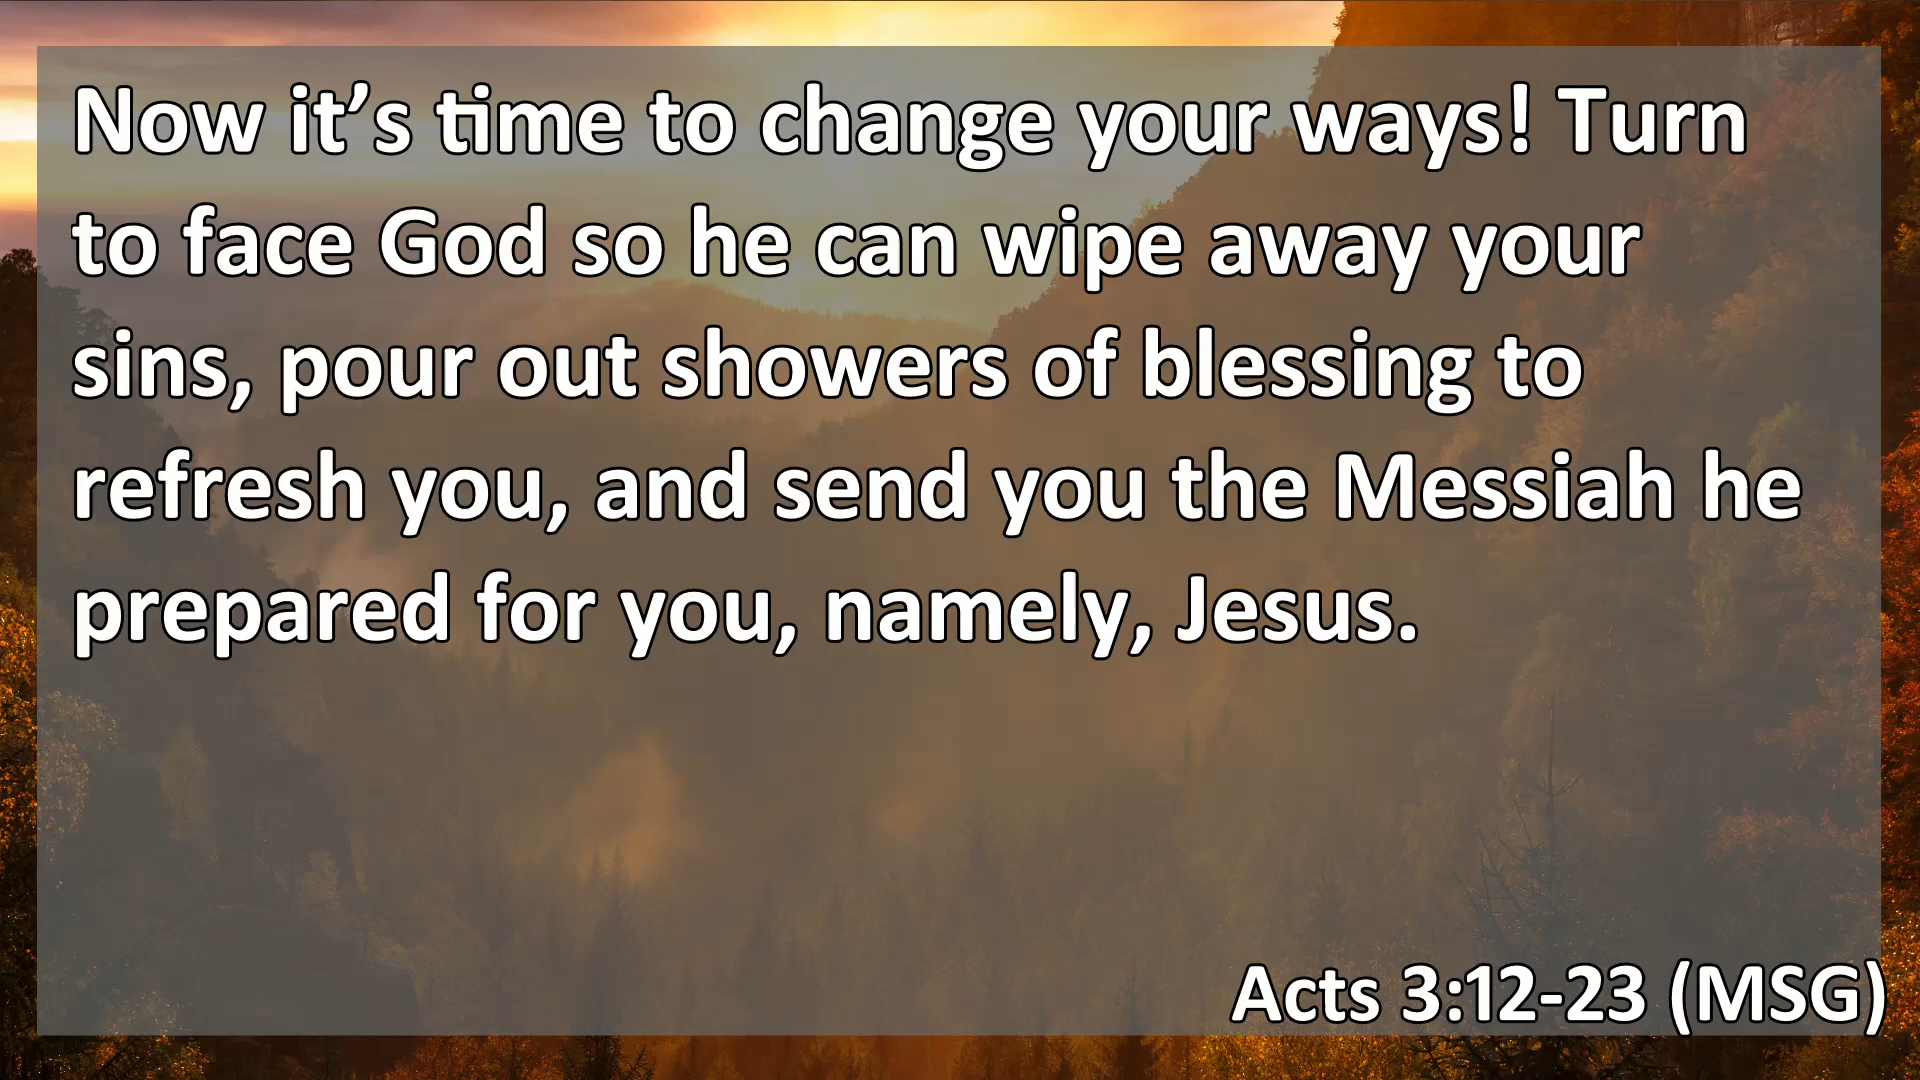 Now it’s time to change your ways! Turn
to face God so he can wipe away your
sins, pour out showers of blessing to
refresh you, and send you the Messiah he
prepared for you, namely, Jesus.
Acts 3:12-23 (MSG)